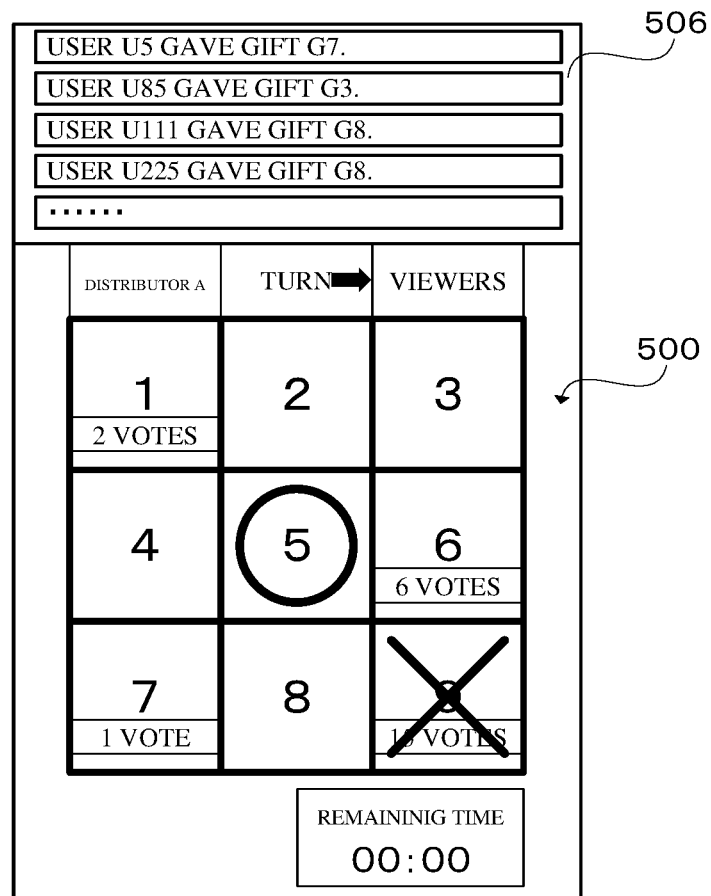 506
USER U5 GAVE GIFT G7.
USER U85 GAVE GIFT G3.
USER U111 GAVE GIFT G8.
USER U225 GAVE GIFT G8.
......
DISTRIBUTOR A TURN VIEWERS
500
1 2 3
2 VOTES
4 5 6
6 VOTES
7 8
1 VOTE VOTES
REMAININIG TIME
00:00